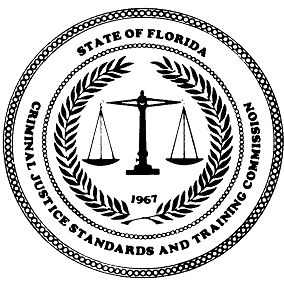 STATE OF FLORIDA
CRIMINAL JUSTICE STANDARDS AND TRAINING COMMISSION
1967